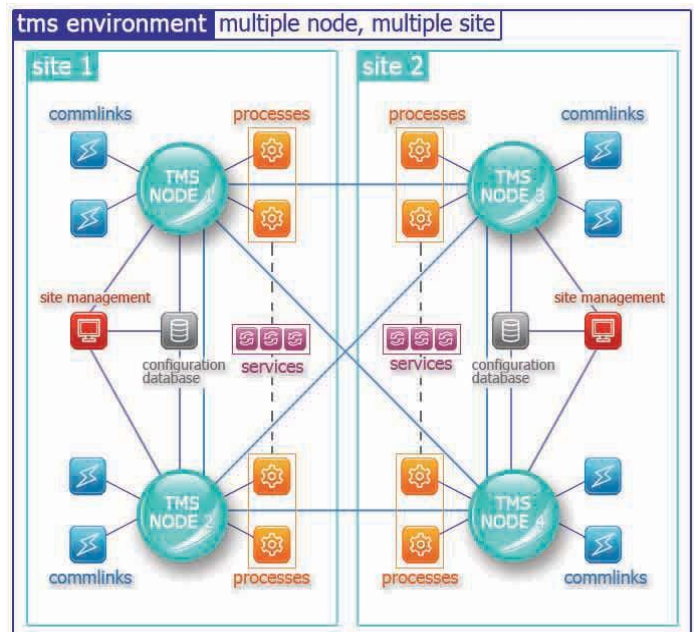 tms environment multiple node, multiple site
site 1
site 2
commlinks
processes
processes
commlinks
TMS
NODE 1
TMS
NODE 3
site management
site management
configuration
database
services
services
configuration
database
TMS
NODE 2
TMS
NODE 4
commlinks
processes
processes
commlinks